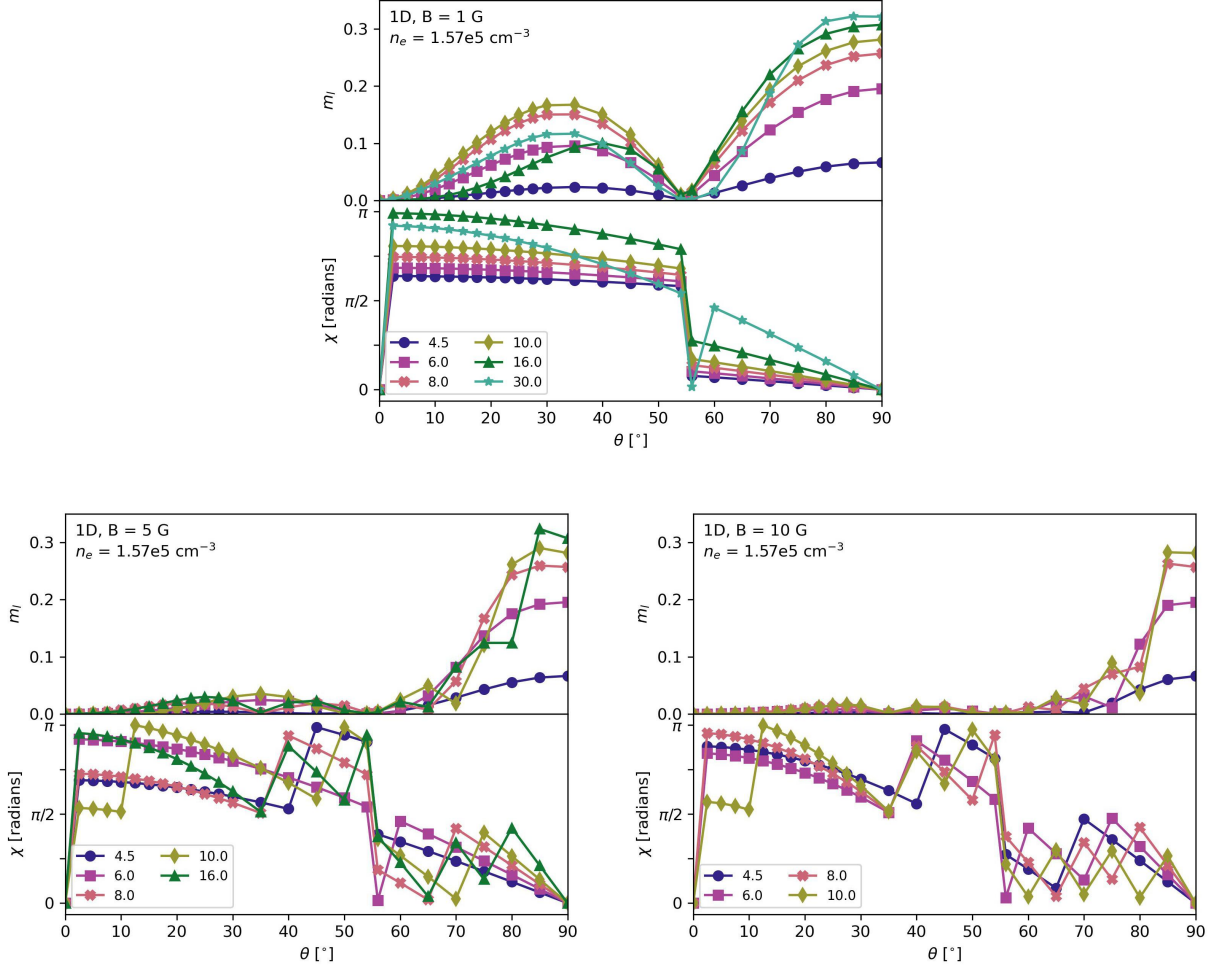 1D, B = 1 G
n_e = 1.57e5 cm⁻³
0.3
0.2
0.1
0.0
m_l
π
π/2
0
χ [radians]
4.5 10.0
6.0 16.0
8.0 30.0
0 10 20 30 40 50 60 70 80 90
θ [°]
1D, B = 5 G
n_e = 1.57e5 cm⁻³
0.3
0.2
0.1
0.0
m_l
π
π/2
0
χ [radians]
4.5 10.0
6.0 16.0
8.0
0 10 20 30 40 50 60 70 80 90
θ [°]
1D, B = 10 G
n_e = 1.57e5 cm⁻³
0.3
0.2
0.1
0.0
m_l
π
π/2
0
χ [radians]
4.5 8.0
6.0 10.0
0 10 20 30 40 50 60 70 80 90
θ [°]